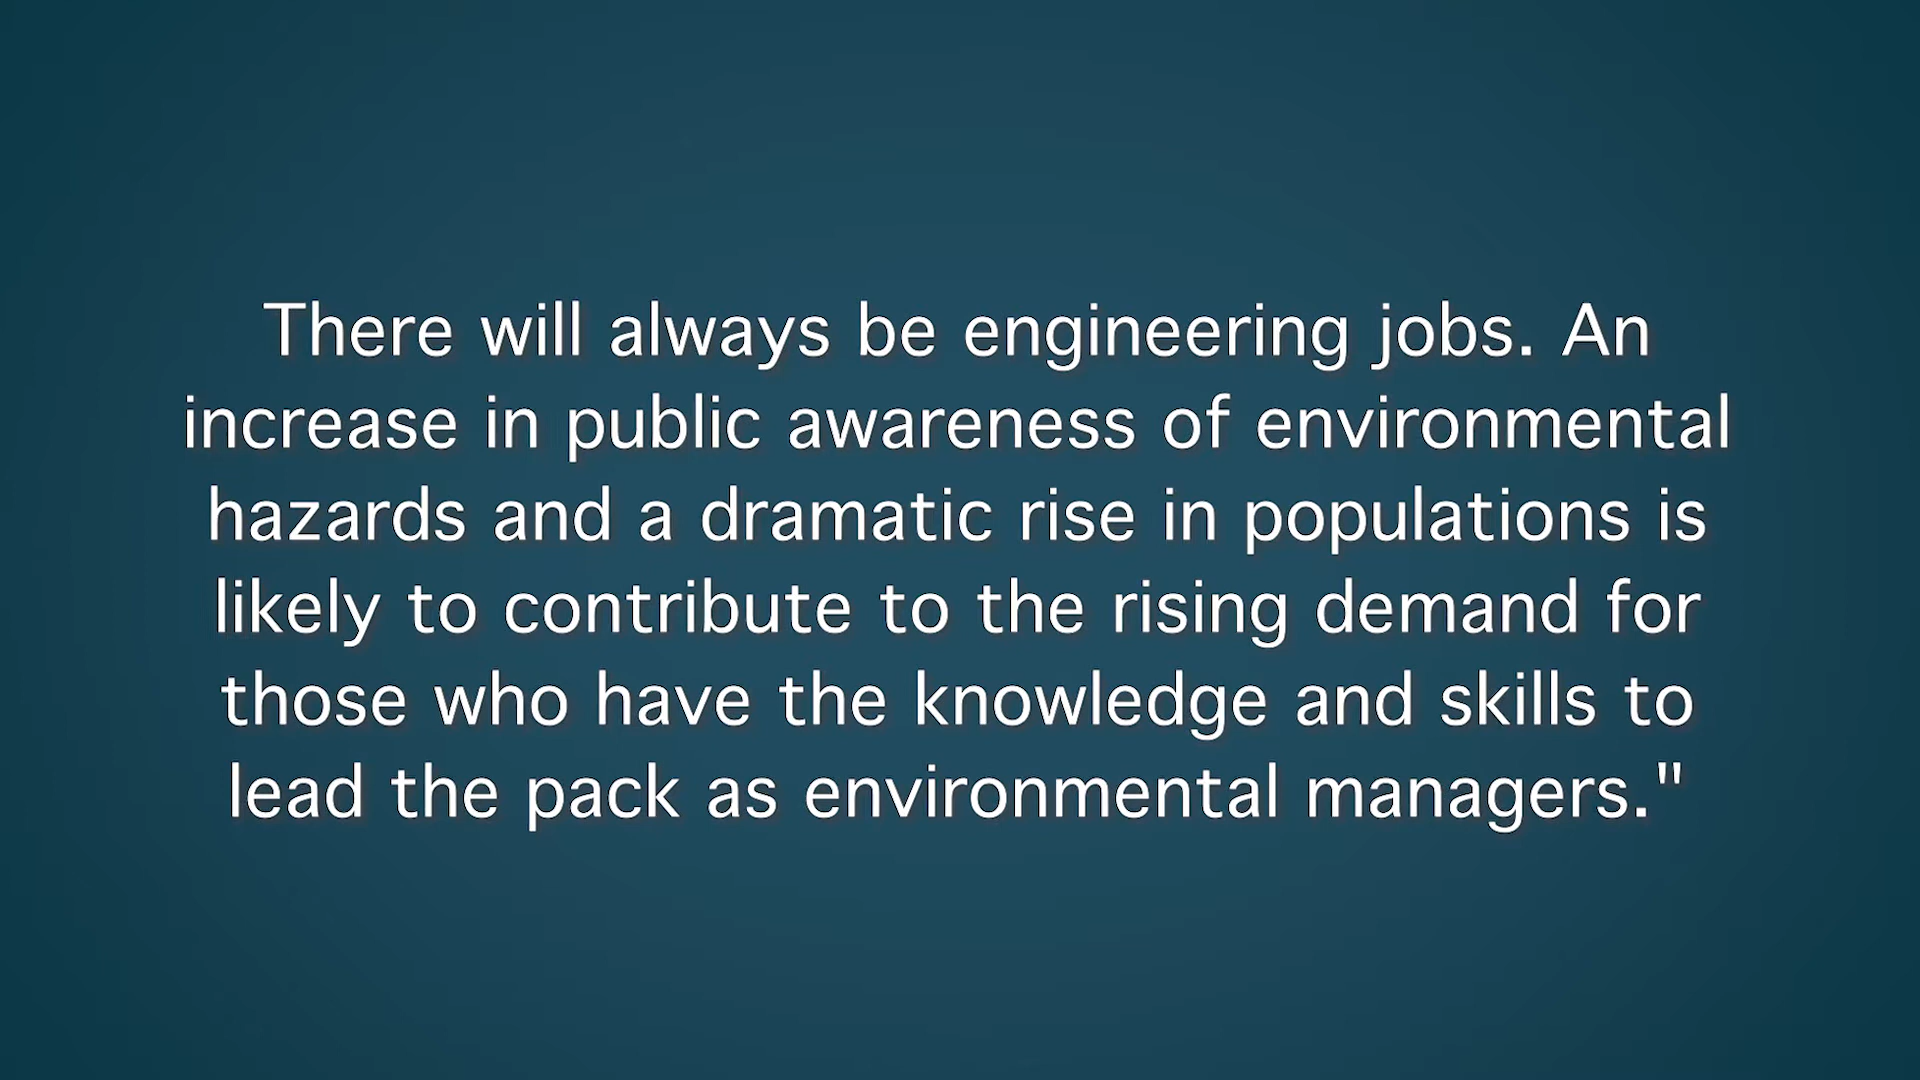 There will always be engineering jobs. An
increase in public awareness of environmental
hazards and a dramatic rise in populations is
likely to contribute to the rising demand for
those who have the knowledge and skills to
lead the pack as environmental managers."